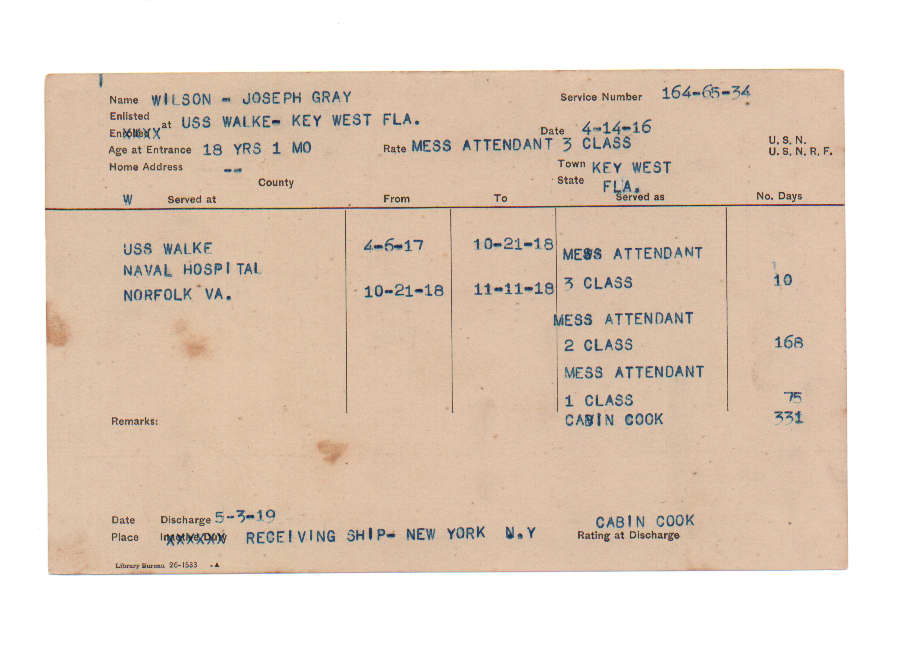 Name WILSON - JOSEPH GRAY Service Number 164-65-34
Enlisted
Enrolled at USS WALKE- KEY WEST FLA. Date 4-14-16
Age at Entrance 18 YRS 1 MO Rate MESS ATTENDANT 3 CLASS U. S. N.
U. S. N. R. F.
Home Address -- Town KEY WEST
County State FLA.
W Served at From To Served as No. Days
USS WALKE 4-6-17 10-21-18 MESS ATTENDANT
NAVAL HOSPITAL
NORFOLK VA. 10-21-18 11-11-18 3 CLASS 10
MESS ATTENDANT
2 CLASS 168
MESS ATTENDANT
1 CLASS 75
Remarks: CABIN COOK 331
Date Discharge 5-3-19 CABIN COOK
Place Inactive Duty RECEIVING SHIP- NEW YORK N.Y Rating at Discharge
Library Bureau 26-1533 -A